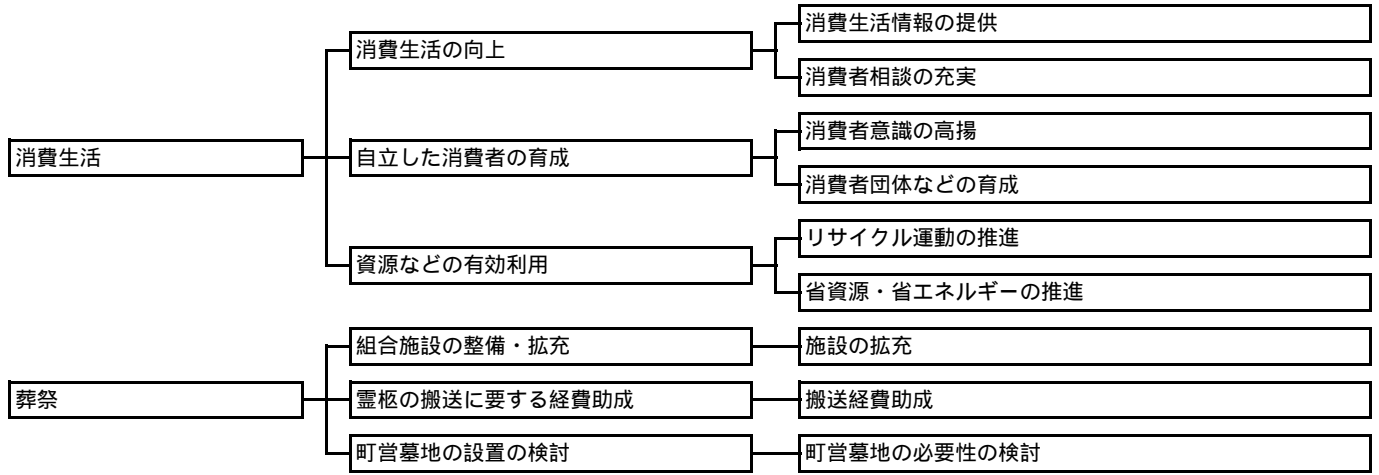 消費生活
消費生活の向上
消費生活情報の提供
消費者相談の充実
自立した消費者の育成
消費者意識の高揚
消費者団体などの育成
資源などの有効利用
リサイクル運動の推進
省資源・省エネルギーの推進
葬祭
組合施設の整備・拡充
施設の拡充
霊柩の搬送に要する経費助成
搬送経費助成
町営墓地の設置の検討
町営墓地の必要性の検討